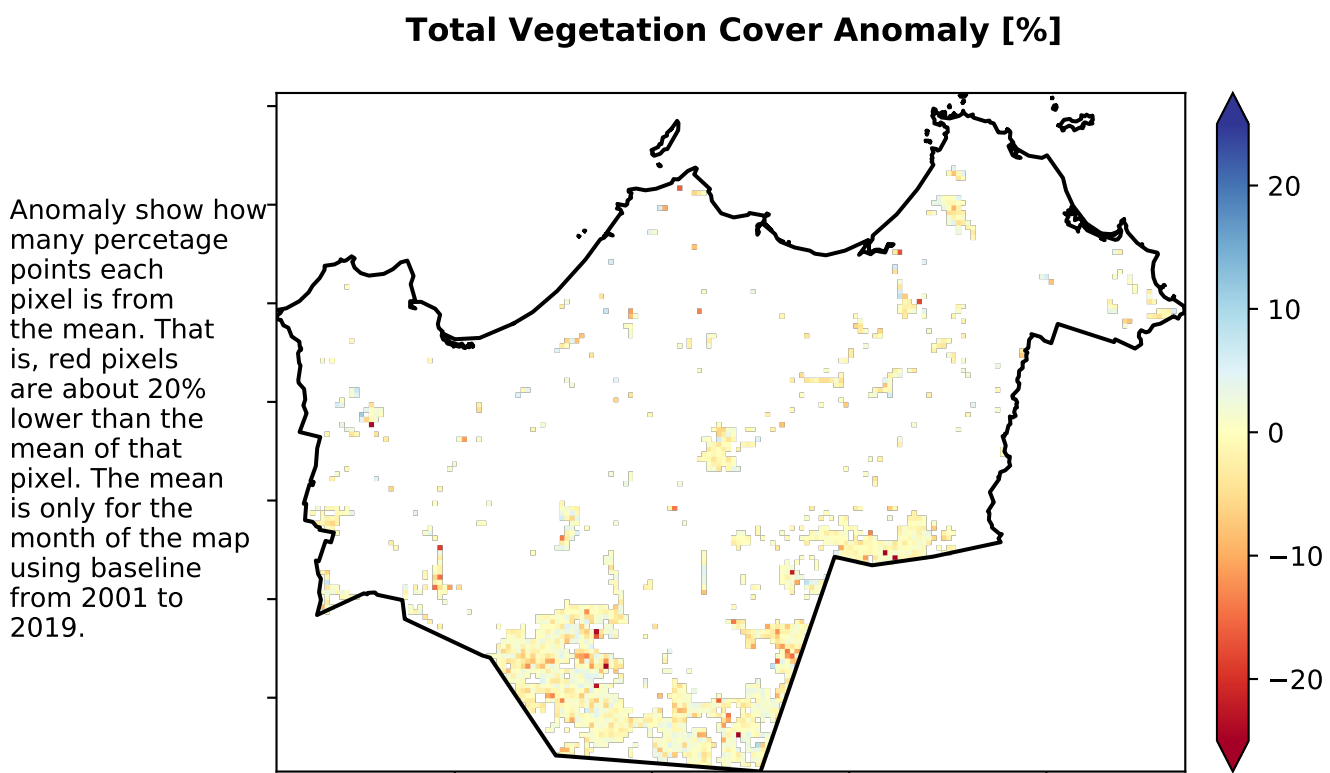 Total Vegetation Cover Anomaly [%]
Anomaly show how
many percetage
points each
pixel is from
the mean. That
is, red pixels
are about 20%
lower than the
mean of that
pixel. The mean
is only for the
month of the map
using baseline
from 2001 to
2019.
20
10
0
−10
−20